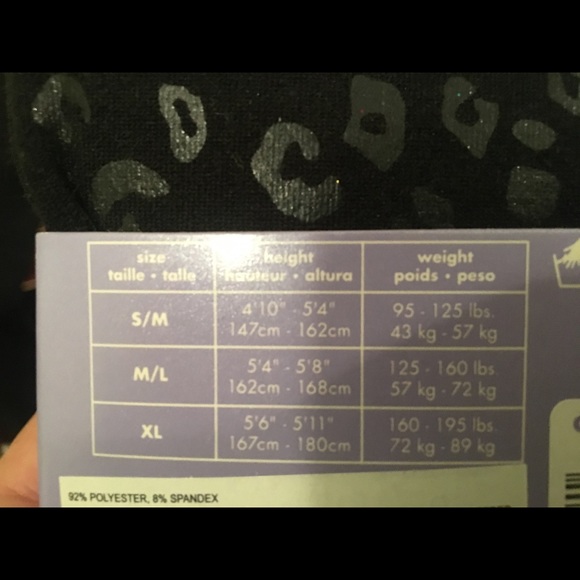 size height weight
taille • talle hauteur • altura poids • peso
S/M 4'10" - 5'4" 95 - 125 lbs.
147cm - 162cm 43 kg - 57 kg
M/L 5'4" - 5'8" 125 - 160 lbs.
162cm - 168cm 57 kg - 72 kg
XL 5'6" - 5'11" 160 - 195 lbs.
167cm - 180cm 72 kg - 89 kg
92% POLYESTER, 8% SPANDEX